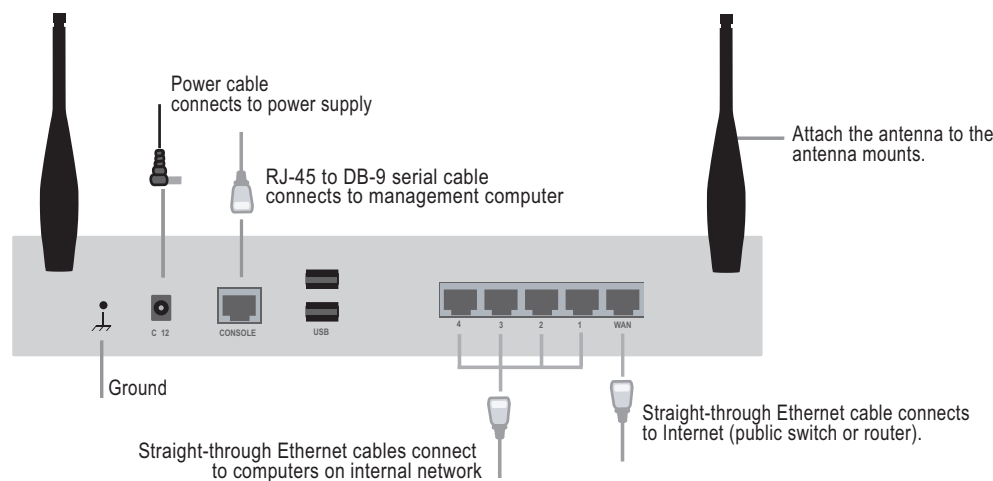 Power cable
connects to power supply
Attach the antenna to the
antenna mounts.
RJ-45 to DB-9 serial cable
connects to management computer
C 12
CONSOLE
USB
4 3 2 1 WAN
Ground
Straight-through Ethernet cable connects
to Internet (public switch or router).
Straight-through Ethernet cables connect
to computers on internal network